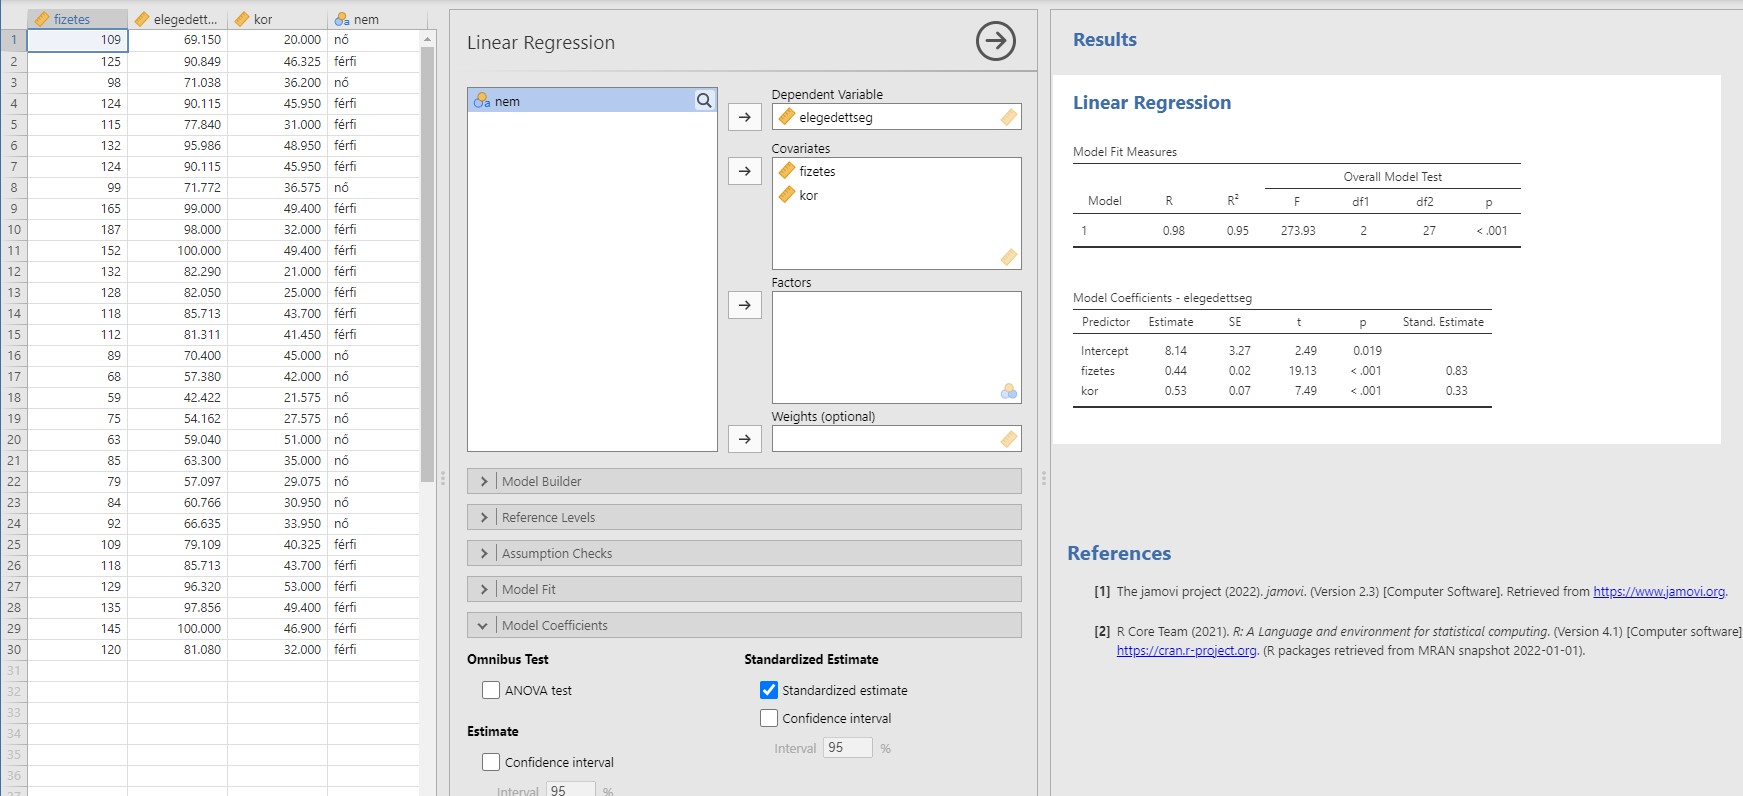 fizetes elegedett... kor nem
1 109 69.150 20.000 nő
2 125 90.849 46.325 férfi
3 98 71.038 36.200 nő
4 124 90.115 45.950 férfi
5 115 77.840 31.000 férfi
6 132 95.986 48.950 férfi
7 124 90.115 45.950 férfi
8 99 71.772 36.575 nő
9 165 99.000 49.400 férfi
10 187 98.000 32.000 férfi
11 152 100.000 49.400 férfi
12 132 82.290 21.000 férfi
13 128 82.050 25.000 férfi
14 118 85.713 43.700 férfi
15 112 81.311 41.450 férfi
16 89 70.400 45.000 nő
17 68 57.380 42.000 nő
18 59 42.422 21.575 nő
19 75 54.162 27.575 nő
20 63 59.040 51.000 nő
21 85 63.300 35.000 nő
22 79 57.097 29.075 nő
23 84 60.766 30.950 nő
24 92 66.635 33.950 nő
25 109 79.109 40.325 férfi
26 118 85.713 43.700 férfi
27 129 96.320 53.000 férfi
28 135 97.856 49.400 férfi
29 145 100.000 46.900 férfi
30 120 81.080 32.000 férfi
31
32
33
34
35
36
Linear Regression
nem
Dependent Variable
elegedettseg
Covariates
fizetes
kor
Factors
Weights (optional)
Model Builder
Reference Levels
Assumption Checks
Model Fit
Model Coefficients
Omnibus Test
ANOVA test
Estimate
Confidence interval
Interval 95 %
Standardized Estimate
Standardized estimate
Confidence interval
Interval 95 %
Results
Linear Regression
Model Fit Measures
Overall Model Test
Model R R² F df1 df2 p
1 0.98 0.95 273.93 2 27 < .001
Model Coefficients - elegedettseg
Predictor Estimate SE t p Stand. Estimate
Intercept 8.14 3.27 2.49 0.019
fizetes 0.44 0.02 19.13 < .001 0.83
kor 0.53 0.07 7.49 < .001 0.33
References
[1] The jamovi project (2022). jamovi. (Version 2.3) [Computer Software]. Retrieved from https://www.jamovi.org.
[2] R Core Team (2021). R: A Language and environment for statistical computing. (Version 4.1) [Computer software]
https://cran.r-project.org. (R packages retrieved from MRAN snapshot 2022-01-01).